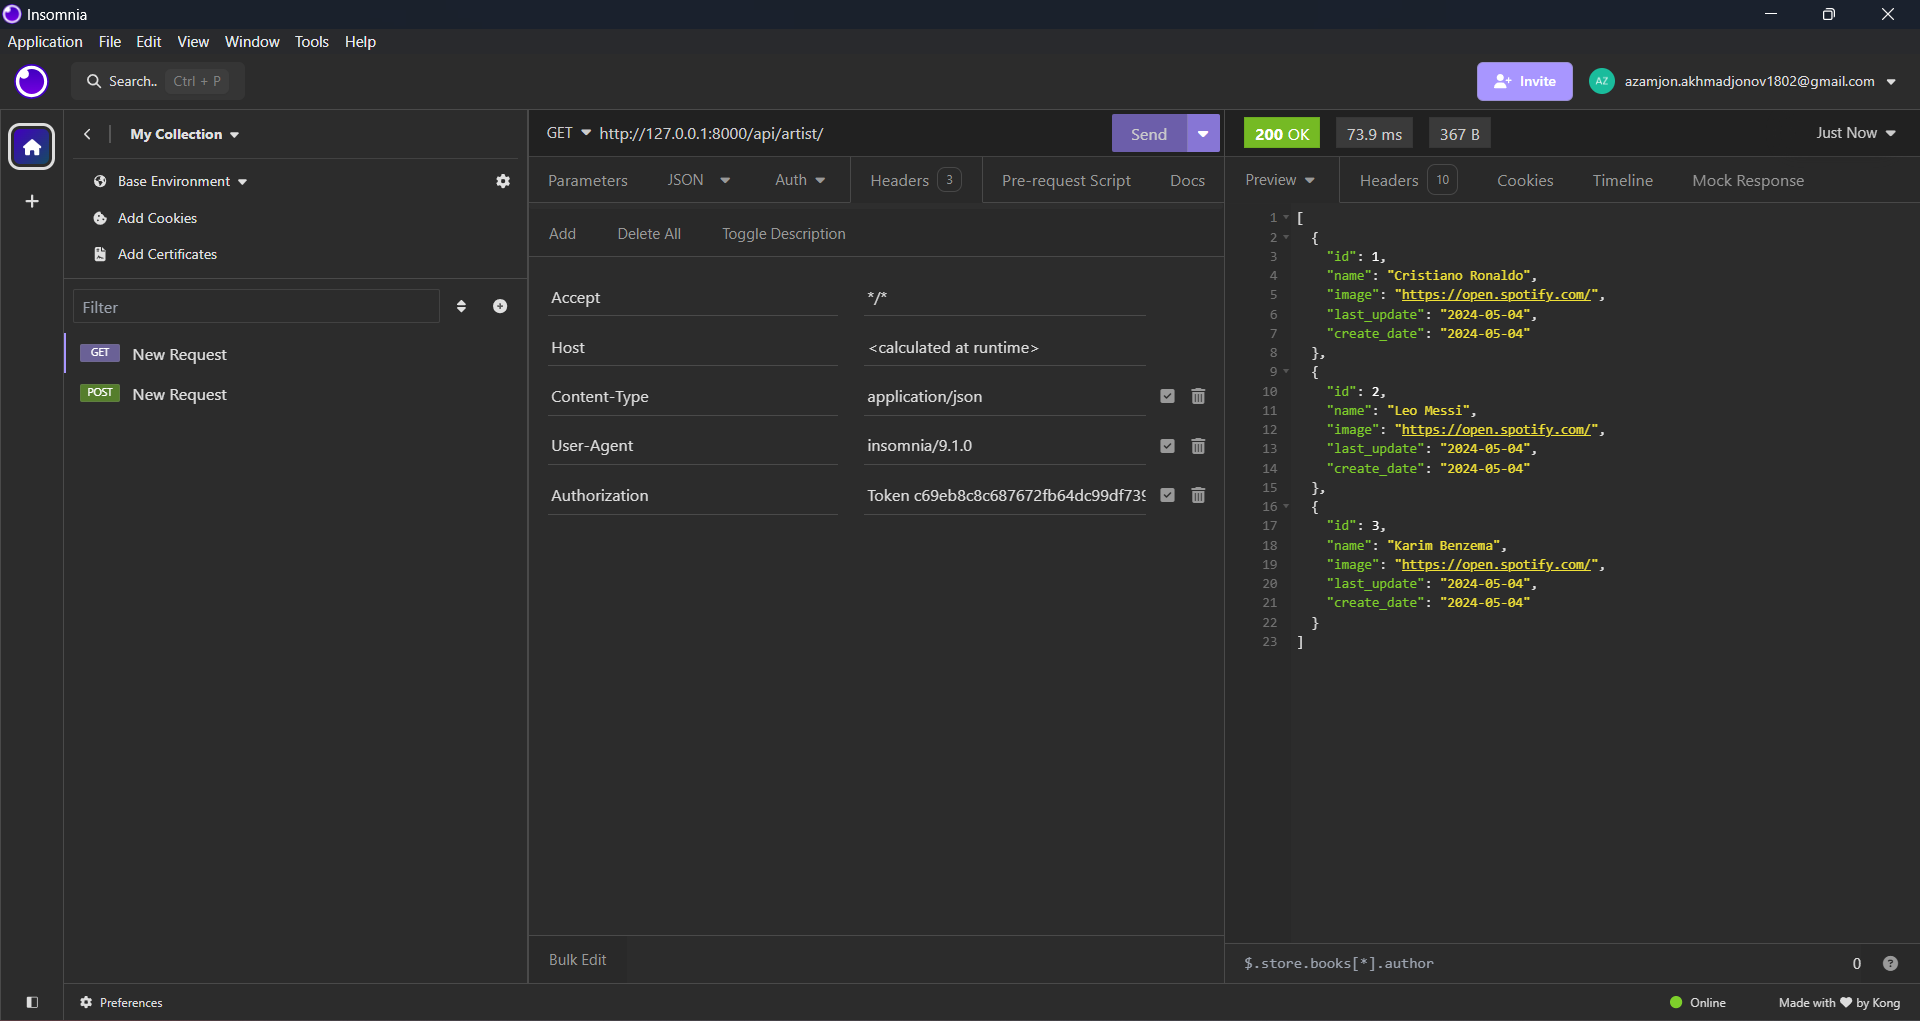 Insomnia
Application File Edit View Window Tools Help
Search.. Ctrl + P
Invite
AZ azamjon.akhmadjonov1802@gmail.com
My Collection
Base Environment
Add Cookies
Add Certificates
Filter
GET New Request
POST New Request
GET http://127.0.0.1:8000/api/artist/ Send
Parameters JSON Auth Headers 3 Pre-request Script Docs
Add Delete All Toggle Description
Accept */*
Host <calculated at runtime>
Content-Type application/json
User-Agent insomnia/9.1.0
Authorization Token c69eb8c8c687672fb64dc99df739
Bulk Edit
200 OK 73.9 ms 367 B Just Now
Preview Headers 10 Cookies Timeline Mock Response
1 [
2 {
3 "id": 1,
4 "name": "Cristiano Ronaldo",
5 "image": "https://open.spotify.com/",
6 "last_update": "2024-05-04",
7 "create_date": "2024-05-04"
8 },
9 {
10 "id": 2,
11 "name": "Leo Messi",
12 "image": "https://open.spotify.com/",
13 "last_update": "2024-05-04",
14 "create_date": "2024-05-04"
15 },
16 {
17 "id": 3,
18 "name": "Karim Benzema",
19 "image": "https://open.spotify.com/",
20 "last_update": "2024-05-04",
21 "create_date": "2024-05-04"
22 }
23 ]
$.store.books[*].author 0 ?
Preferences
Online Made with ♥ by Kong